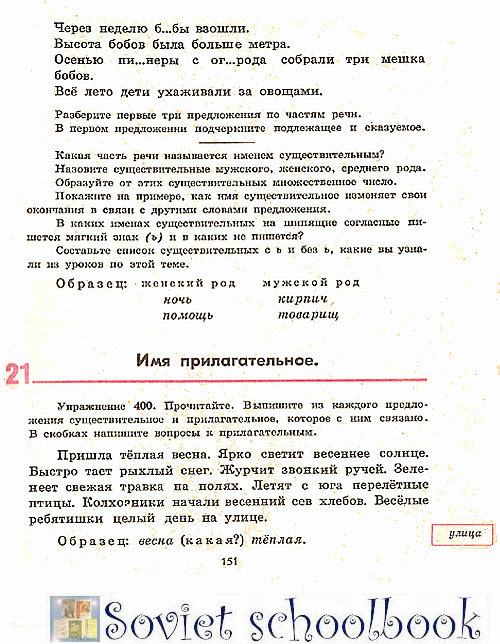 Через неделю б...бы взошли.
Высота бобов была больше метра.
Осенью пи...неры с ог...рода собрали три мешка
бобов.
Всё лето дети ухаживали за овощами.
Разберите первые три предложения по частям речи.
В первом предложении подчеркните подлежащее и сказуемое.
Какая часть речи называется именем существительным?
Назовите существительные мужского, женского, среднего рода.
Образуйте от этих существительных множественное число.
Покажите на примере, как имя существительное изменяет свои
окончания в связи с другими словами предложения.
В каких именах существительных на шипящие согласные пи-
шется мягкий знак (ь) и в каких не пишется?
Составьте список существительных с ь и без ь, какие вы узна-
ли из уроков по этой теме.
Образец: женский род мужской род
ночь кирпич
помощь товарищ
21 Имя прилагательное.
Упражнение 400. Прочитайте. Выпишите из каждого предло-
жения существительное и прилагательное, которое с ним связано.
В скобках напишите вопросы к прилагательным.
Пришла тёплая весна. Ярко светит весеннее солнце.
Быстро тает рыхлый снег. Журчит звонкий ручей. Зеле-
неет свежая травка на полях. Летят с юга перелётные
птицы. Колхозники начали весенний сев хлебов. Весёлые
ребятишки целый день на улице.
улица
Образец: весна (какая?) тёплая.
151
Soviet schoolbook